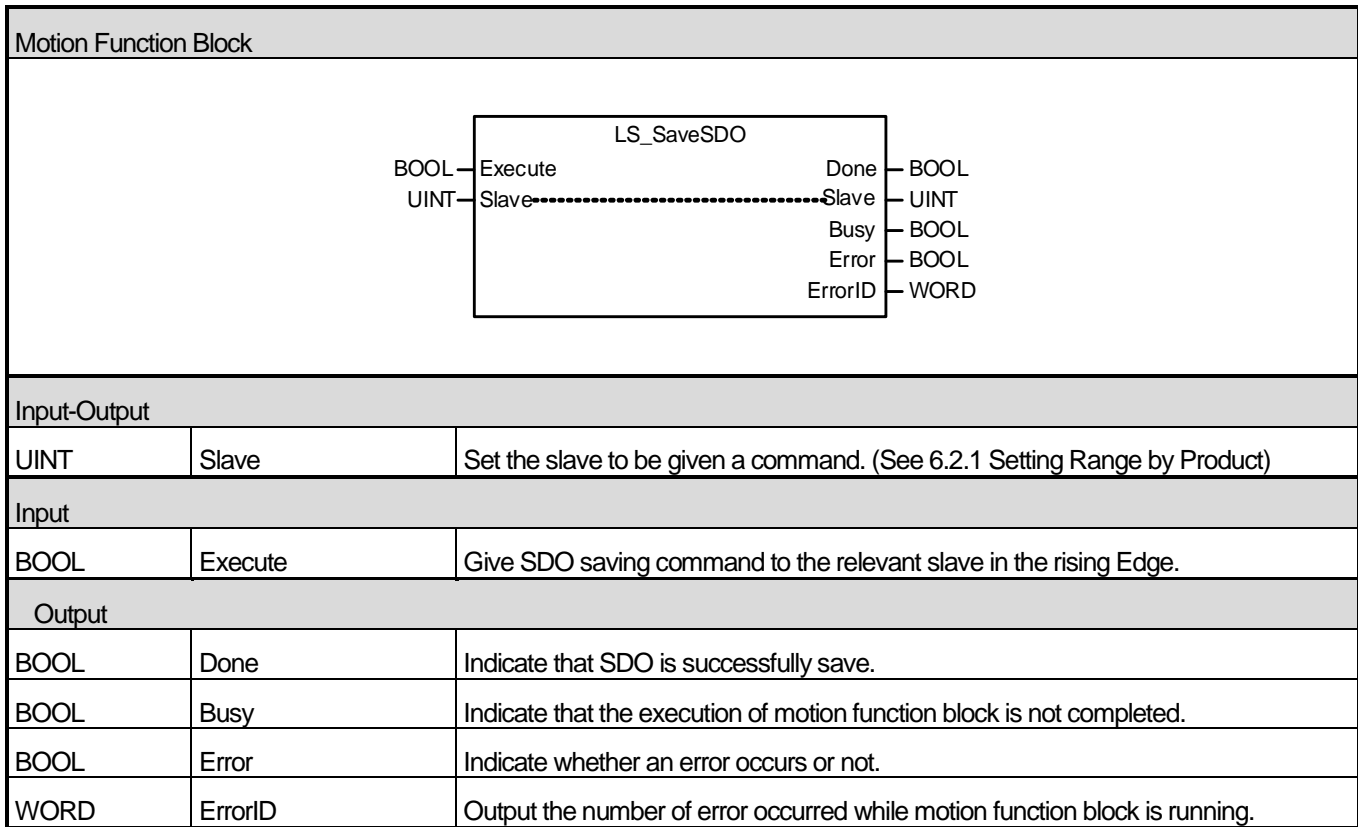 Motion Function Block
LS_SaveSDO
BOOL Execute Done BOOL
UINT Slave Slave UINT
Busy BOOL
Error BOOL
ErrorID WORD
Input-Output
UINT Slave Set the slave to be given a command. (See 6.2.1 Setting Range by Product)
Input
BOOL Execute Give SDO saving command to the relevant slave in the rising Edge.
Output
BOOL Done Indicate that SDO is successfully save.
BOOL Busy Indicate that the execution of motion function block is not completed.
BOOL Error Indicate whether an error occurs or not.
WORD ErrorID Output the number of error occurred while motion function block is running.